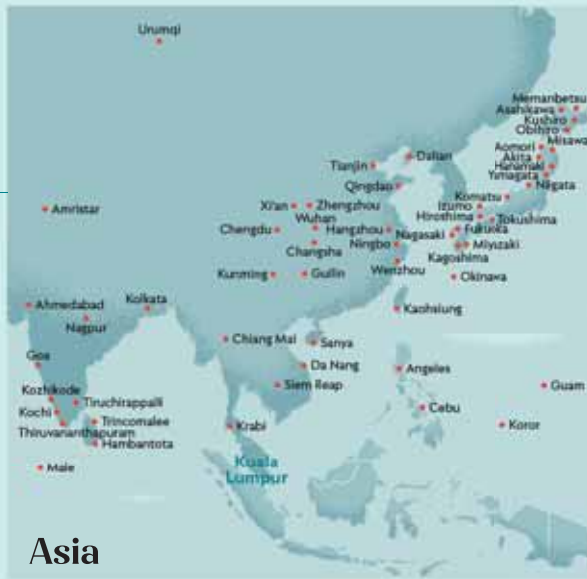 Urumqi
Memanbetsu
Asahikawa
Kushiro
Obihiro
Misawa
Aomori
Akita
Hanamaki
Yimagata
Niigata
Dalian
Tianjin
Qingdao
Komatsu
Izumo
Hiroshima
Tokushima
Amristar
Xi'an
Zhengzhou
Wuhan
Chengdu
Hangzhou
Nagasaki
Fukuoka
Changsha
Ningbo
Miyizaki
Kagoshima
Wenzhou
Kunming
Guilin
Okinawa
Ahmedabad
Kolkata
Kaohsiung
Nagpur
Chiang Mai
Sanya
Goa
Da Nang
Angeles
Siem Reap
Guam
Kozhikode
Tiruchirappalli
Kochi
Cebu
Trincomalee
Krabi
Koror
Thiruvananthapuram
Hambantota
Male
Kuala
Lumpur
Asia